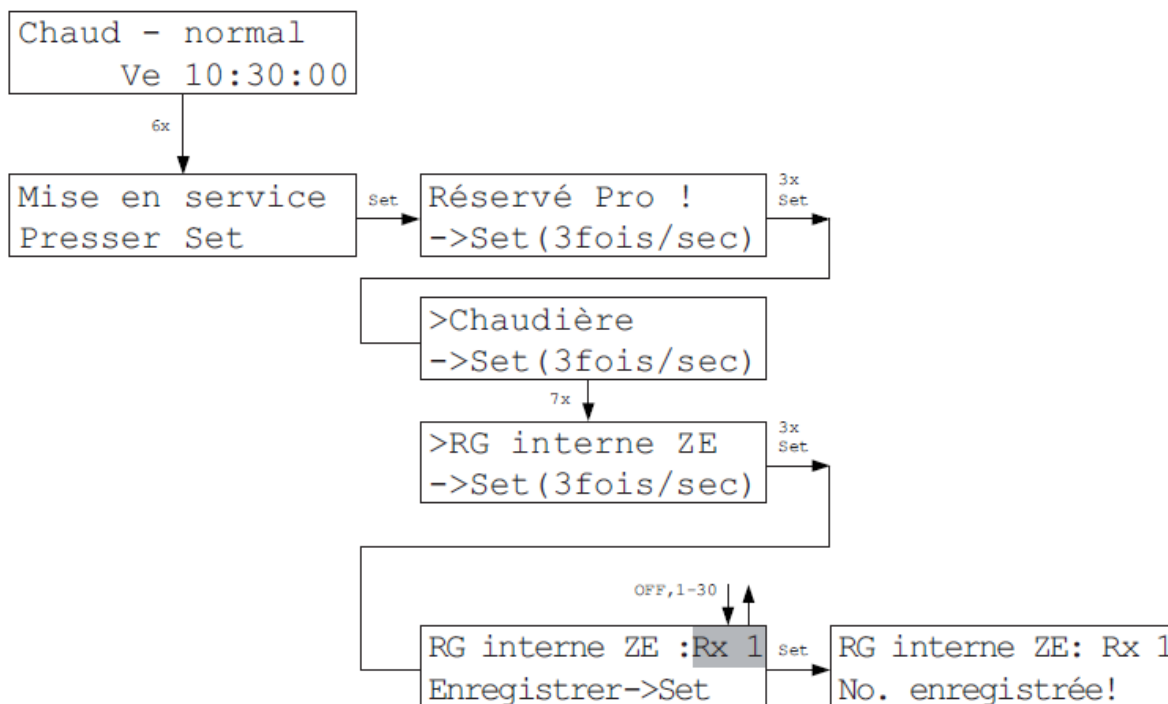 Chaud - normal
Ve 10:30:00
6x
Mise en service
Presser Set
Set
Réservé Pro !
->Set(3fois/sec)
3x
Set
>Chaudière
->Set(3fois/sec)
7x
>RG interne ZE
->Set(3fois/sec)
3x
Set
OFF,1-30
RG interne ZE :Rx 1
Enregistrer->Set
Set
RG interne ZE: Rx 1
No. enregistrée!